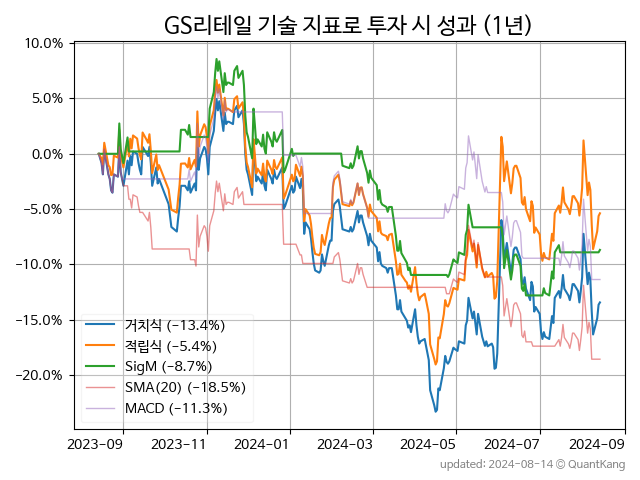 GS리테일 기술 지표로 투자 시 성과 (1년)
10.0%
5.0%
0.0%
−5.0%
−10.0%
−15.0%
−20.0%
거치식 (−13.4%)
적립식 (−5.4%)
SigM (−8.7%)
SMA(20) (−18.5%)
MACD (−11.3%)
2023-09 2023-11 2024-01 2024-03 2024-05 2024-07 2024-09
updated: 2024-08-14 © QuantKang